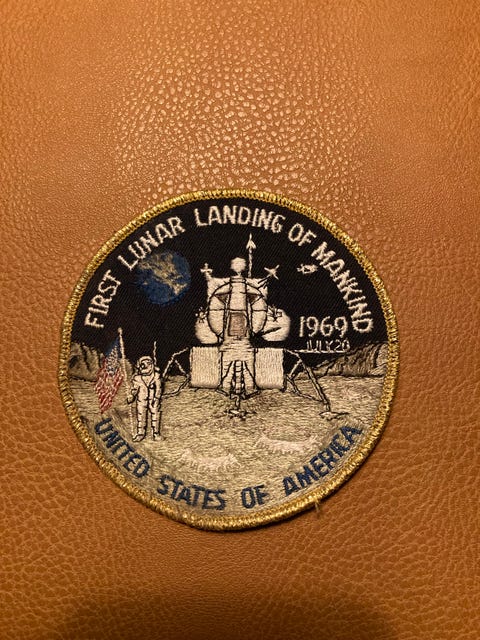 FIRST LUNAR LANDING OF MANKIND
1969
JULY 20
UNITED STATES OF AMERICA